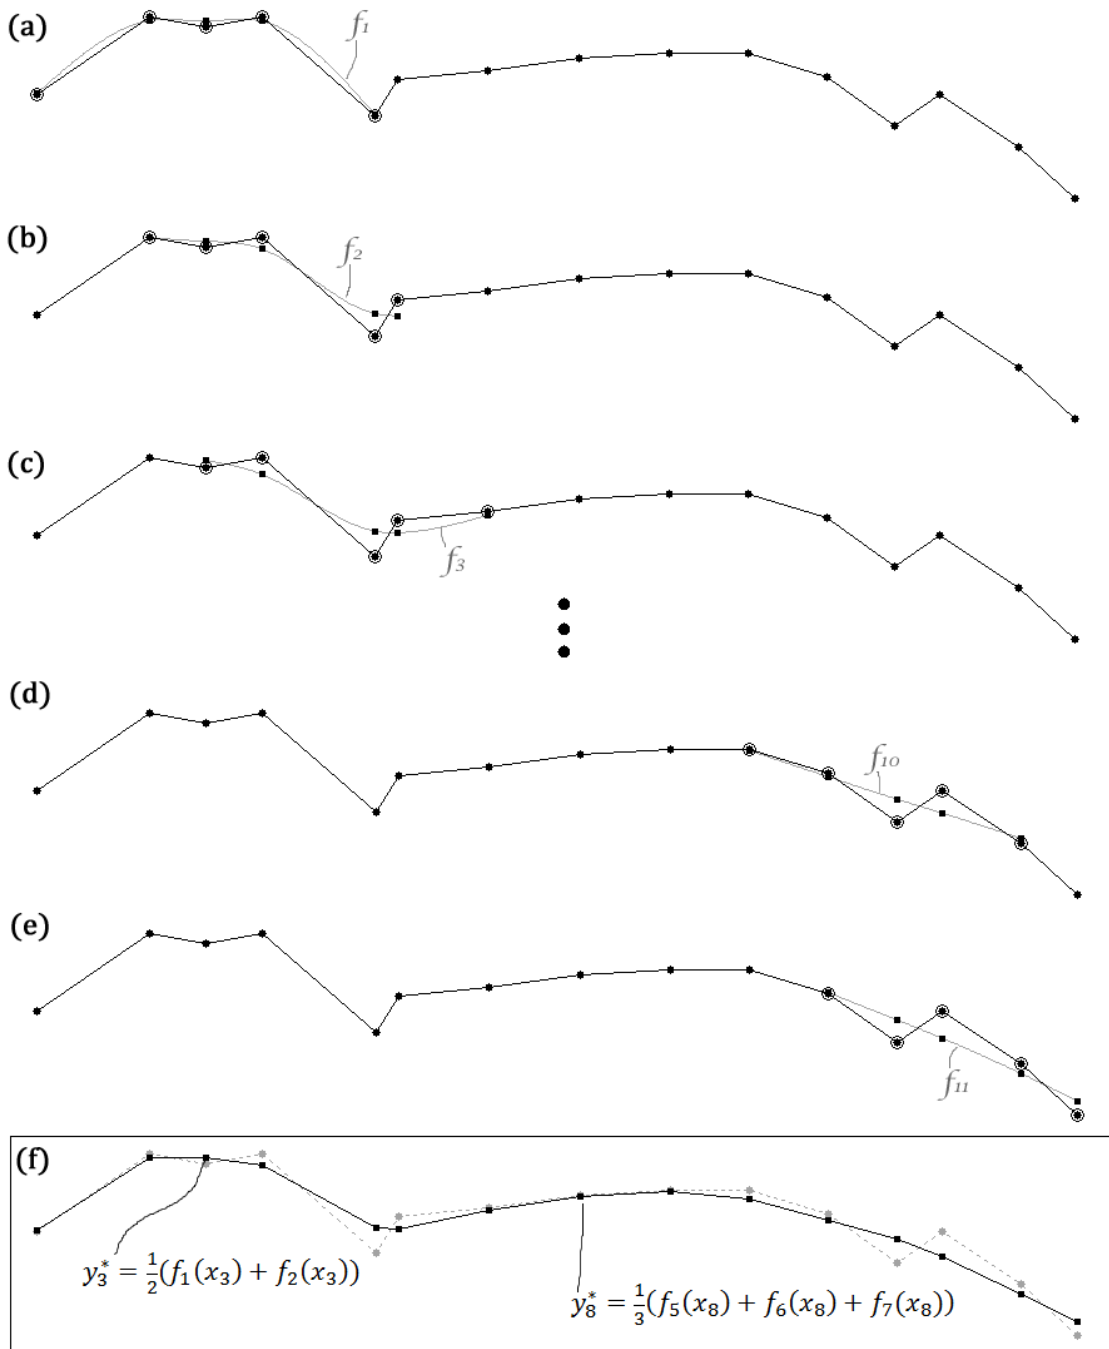 (a)
f₁
(b)
f₂
(c)
f₃
(d)
f₁₀
(e)
f₁₁
(f)
y₃* = ½(f₁(x₃) + f₂(x₃))
y₈* = ⅓(f₅(x₈) + f₆(x₈) + f₇(x₈))